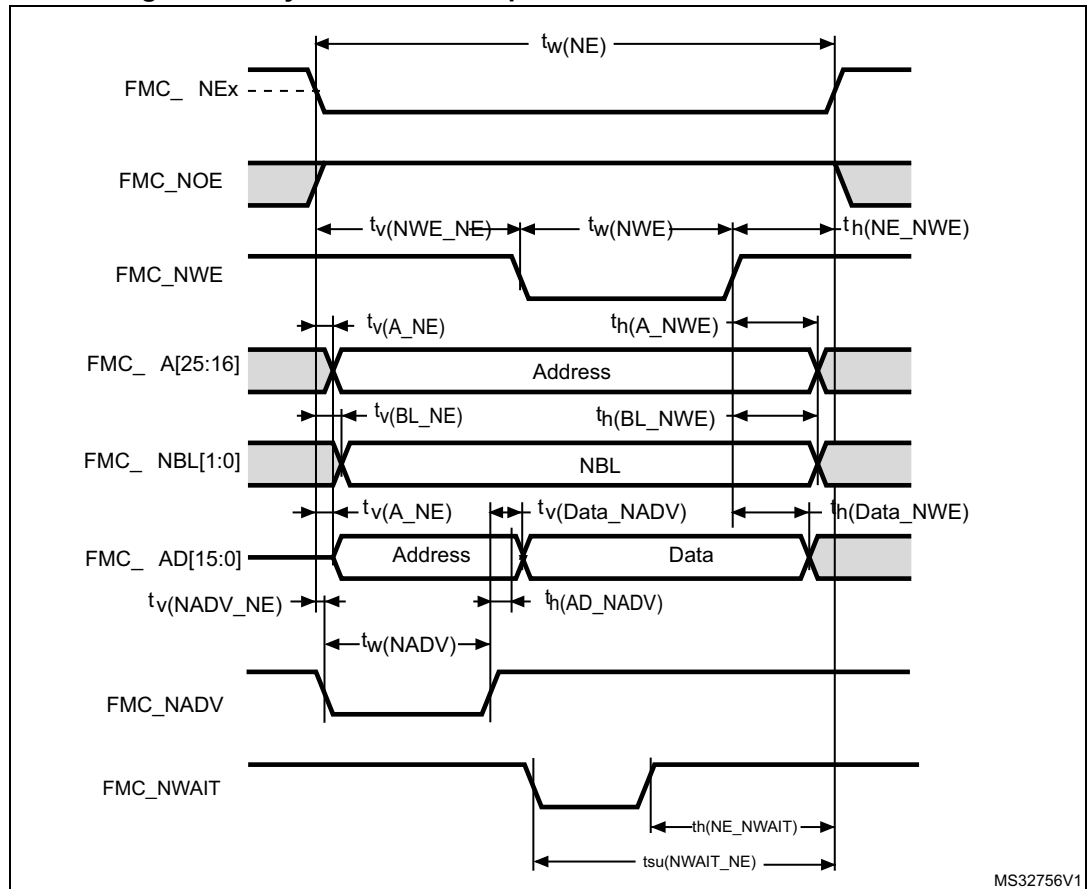 tw(NE)
FMC_ NEx
FMC_NOE
tv(NWE_NE)
tw(NWE)
th(NE_NWE)
FMC_NWE
tv(A_NE)
th(A_NWE)
FMC_ A[25:16]
Address
tv(BL_NE)
th(BL_NWE)
FMC_ NBL[1:0]
NBL
tv(A_NE)
tv(Data_NADV)
th(Data_NWE)
FMC_ AD[15:0]
Address
Data
tv(NADV_NE)
th(AD_NADV)
tw(NADV)
FMC_NADV
FMC_NWAIT
th(NE_NWAIT)
tsu(NWAIT_NE)
MS32756V1